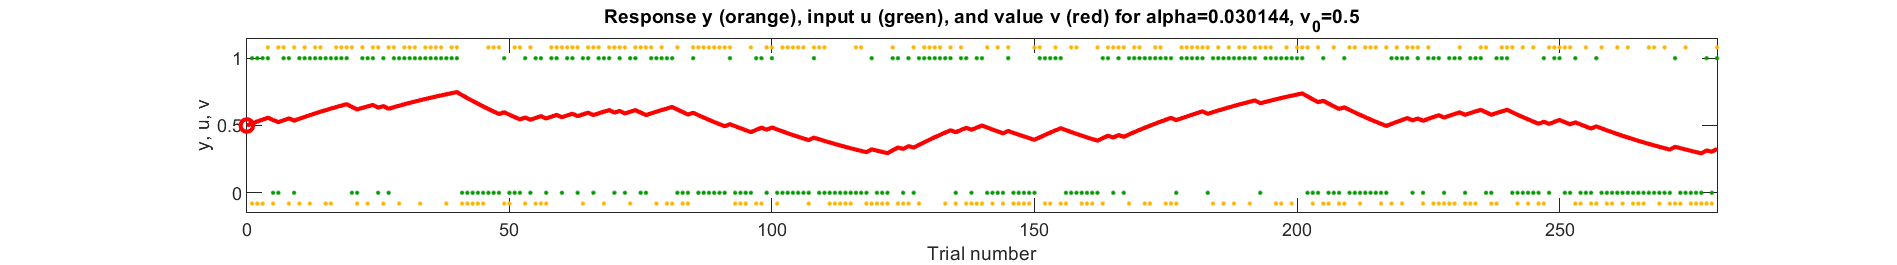 Response y (orange), input u (green), and value v (red) for alpha=0.030144, v0=0.5
y, u, v
1
0.5
0
0 50 100 150 200 250
Trial number